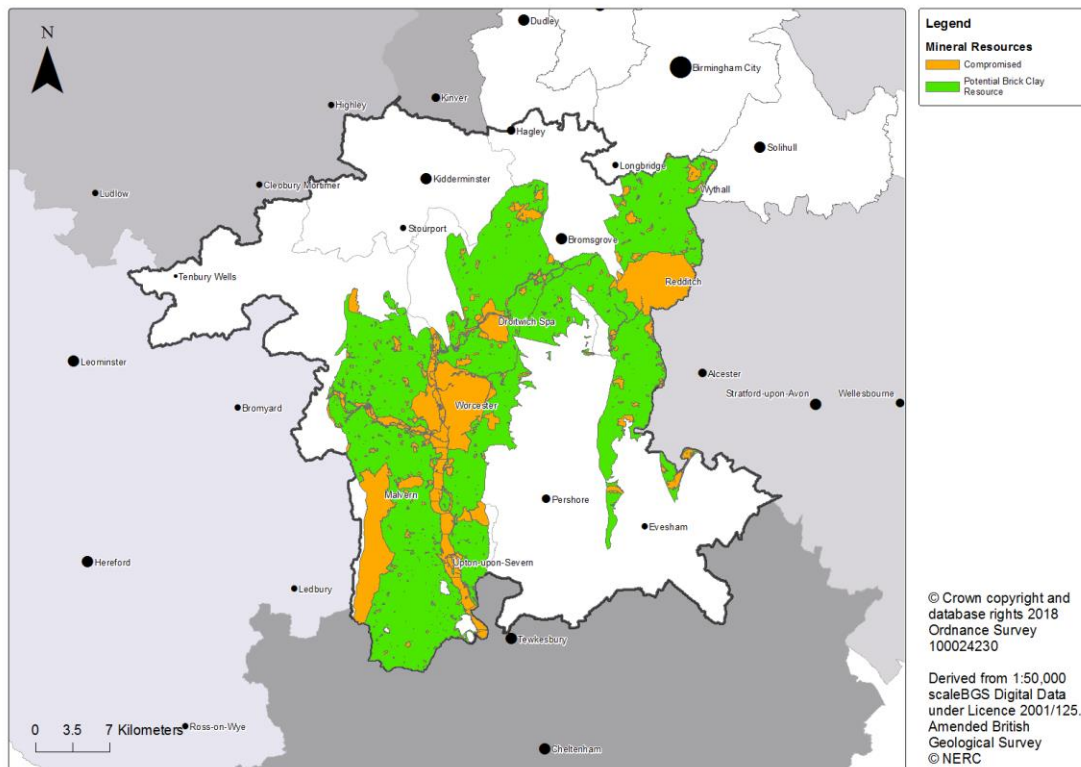 N
Dudley
Birmingham City
Kinver
Highley
Hagley
Solihull
Longbridge
Kidderminster
Wythall
Cleobury Mortimer
Ludlow
Stourport
Bromsgrove
Tenbury Wells
Redditch
Droitwich Spa
Leominster
Alcester
Stratford-upon-Avon
Wellesbourne
Bromyard
Worcester
Malvern
Pershore
Evesham
Hereford
Upton-upon-Severn
Ledbury
Tewkesbury
Ross-on-Wye
Cheltenham
0 3.5 7 Kilometers
Legend
Mineral Resources
Compromised
Potential Brick Clay
Resource
© Crown copyright and
database rights 2018
Ordnance Survey
100024230
Derived from 1:50,000
scaleBGS Digital Data
under Licence 2001/125.
Amended British
Geological Survey
© NERC